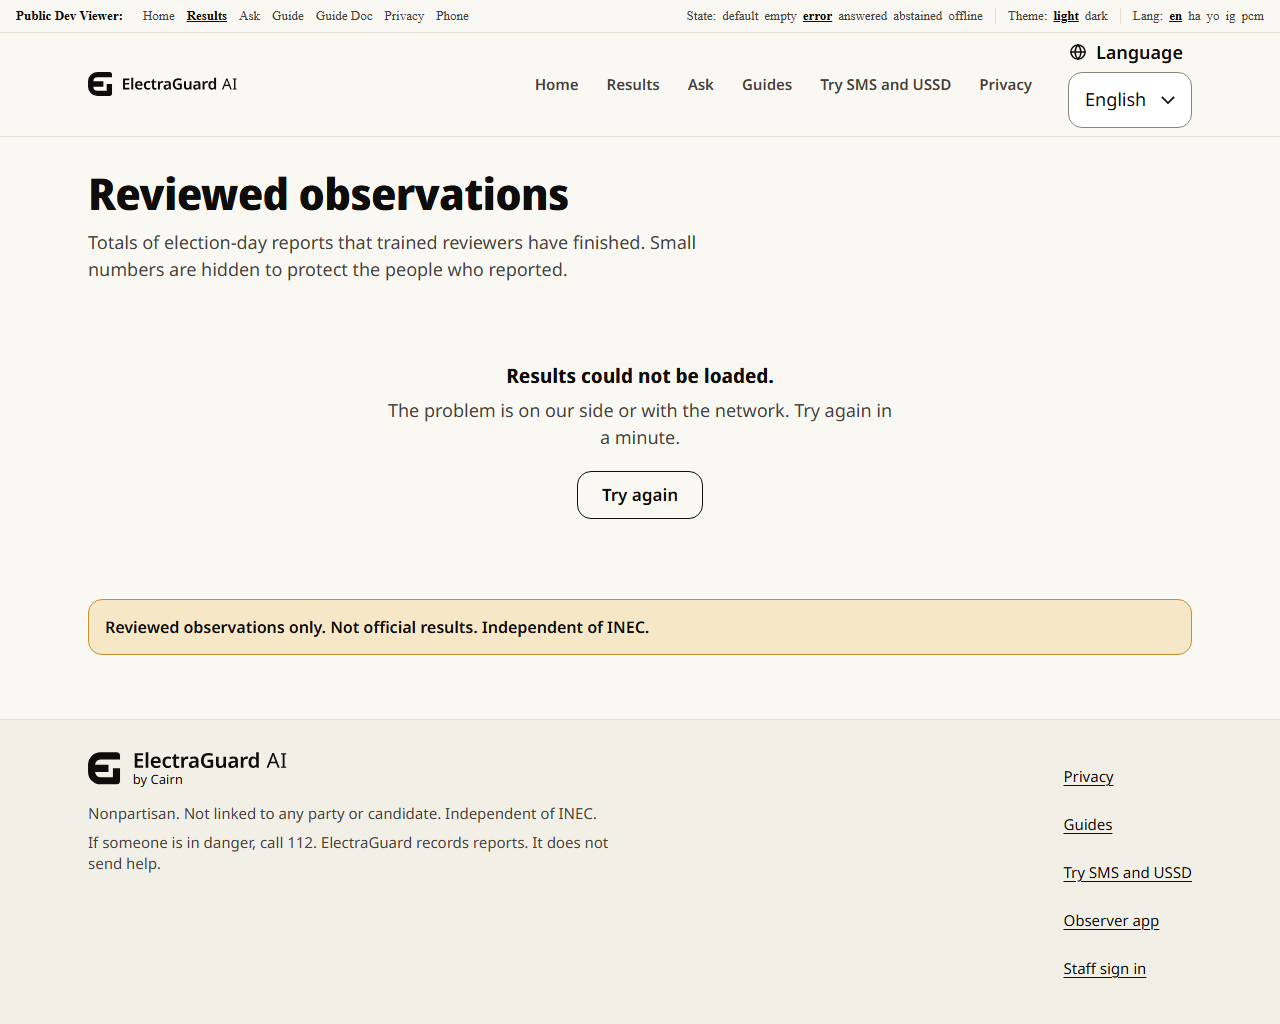 Public Dev Viewer: Home Results Ask Guide Guide Doc Privacy Phone State: default empty error answered abstained offline Theme: light dark Lang: en ha yo ig pcm
Language
ElectraGuard AI Home Results Ask Guides Try SMS and USSD Privacy
English
Reviewed observations
Totals of election-day reports that trained reviewers have finished. Small
numbers are hidden to protect the people who reported.
Results could not be loaded.
The problem is on our side or with the network. Try again in
a minute.
Try again
Reviewed observations only. Not official results. Independent of INEC.
ElectraGuard AI
by Cairn
Nonpartisan. Not linked to any party or candidate. Independent of INEC.
If someone is in danger, call 112. ElectraGuard records reports. It does not
send help.
Privacy
Guides
Try SMS and USSD
Observer app
Staff sign in